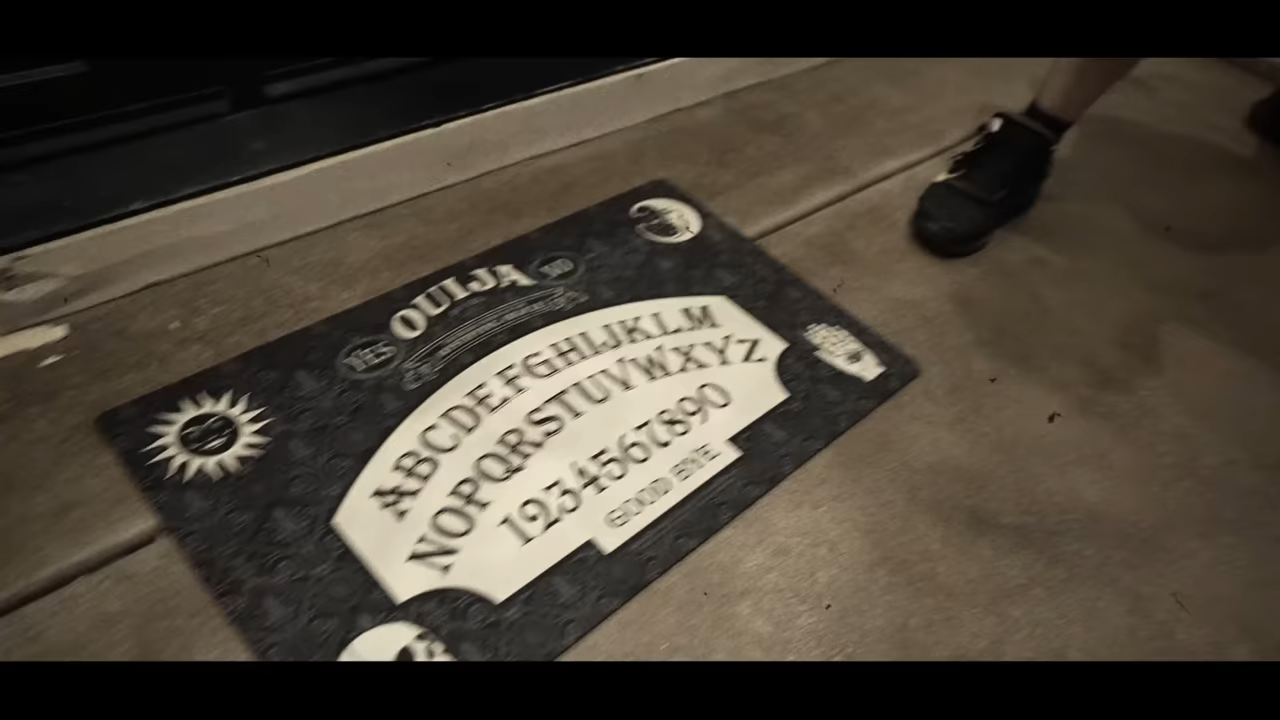 OUIJA
YES NO
ABCDEFGHIJKLM
NOPQRSTUVWXYZ
1234567890
GOOD BYE